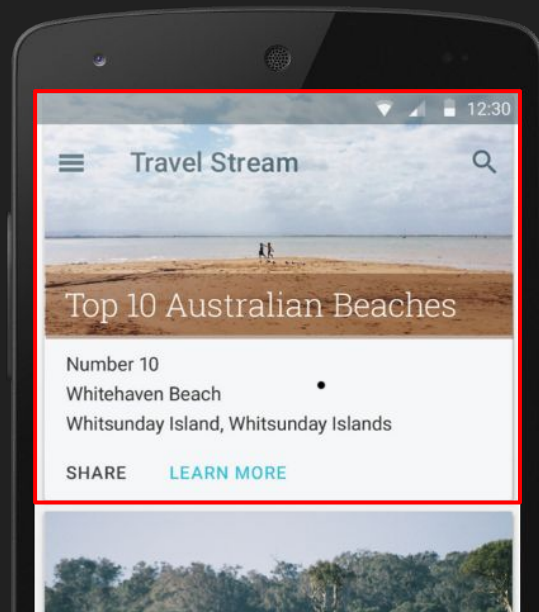 12:30
Travel Stream
Top 10 Australian Beaches
Number 10
Whitehaven Beach
Whitsunday Island, Whitsunday Islands
SHARE LEARN MORE